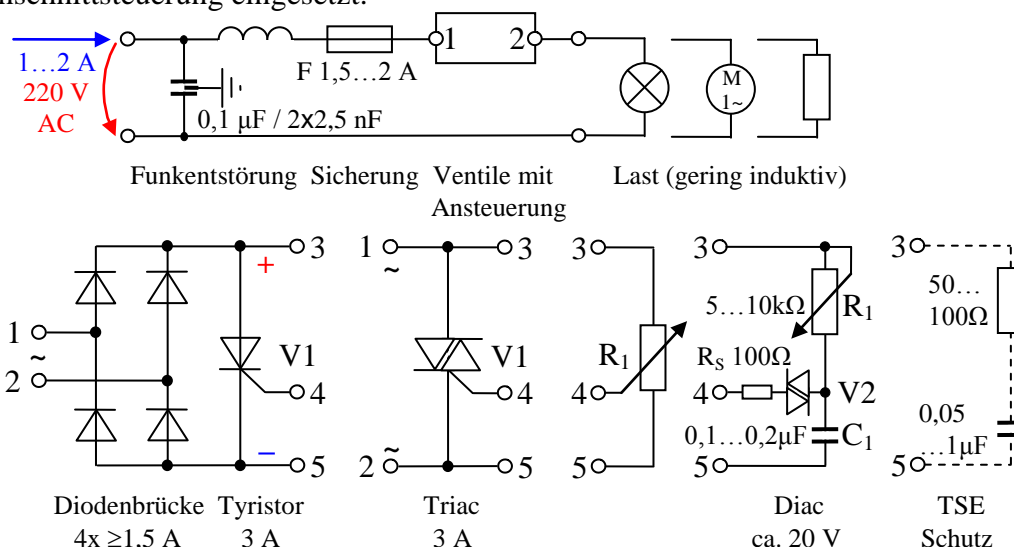 nschnittsteuerung eingesetzt.
1…2 A
220 V
AC
F 1,5…2 A
1 2
M
1~
0,1 µF / 2x2,5 nF
Funkentstörung Sicherung Ventile mit Ansteuerung Last (gering induktiv)
3 1 3 3 3 3
~
+
5…10kΩ R₁
50…
100Ω
1
~
2
V1 V1 R₁
R_S 100Ω
4 4 4 4 V2
0,1…0,2µF C₁
0,05
…1µF
–
~
5 2 5 5 5 5
Diodenbrücke Tyristor Triac Diac TSE
4x ≥1,5 A 3 A 3 A ca. 20 V Schutz